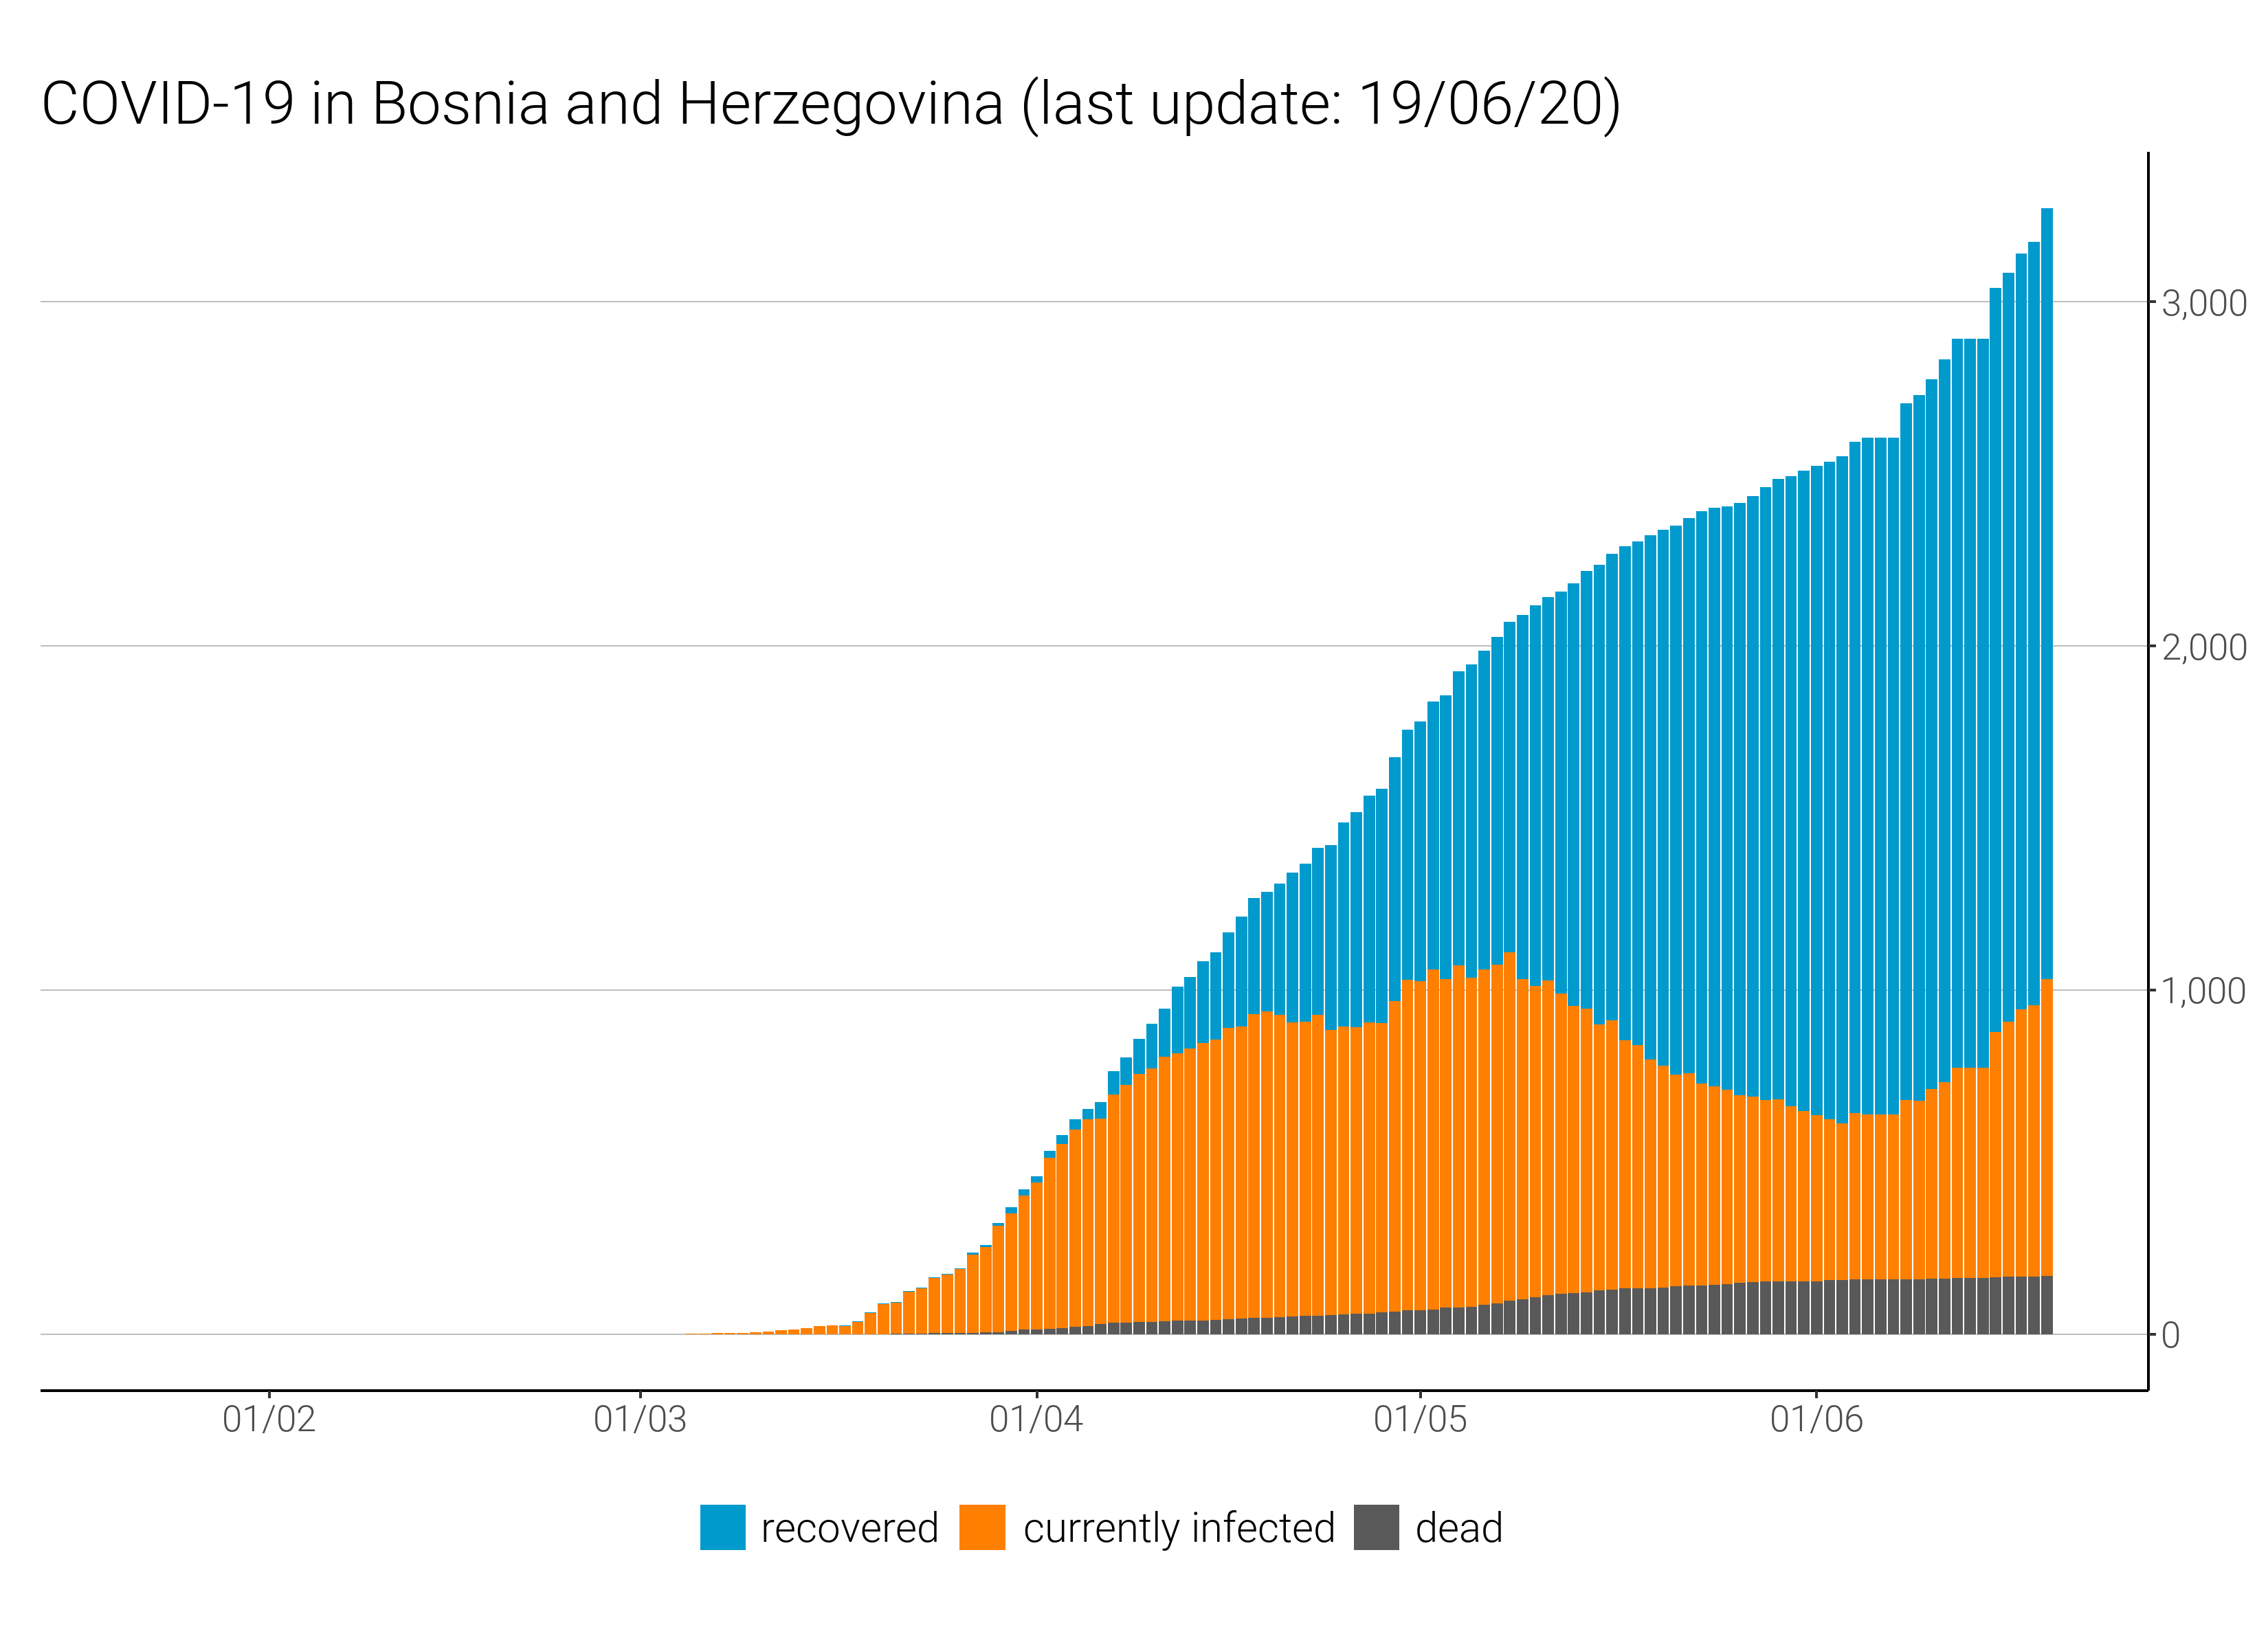 COVID-19 in Bosnia and Herzegovina (last update: 19/06/20)
3,000
2,000
1,000
0
01/02 01/03 01/04 01/05 01/06
recovered currently infected dead